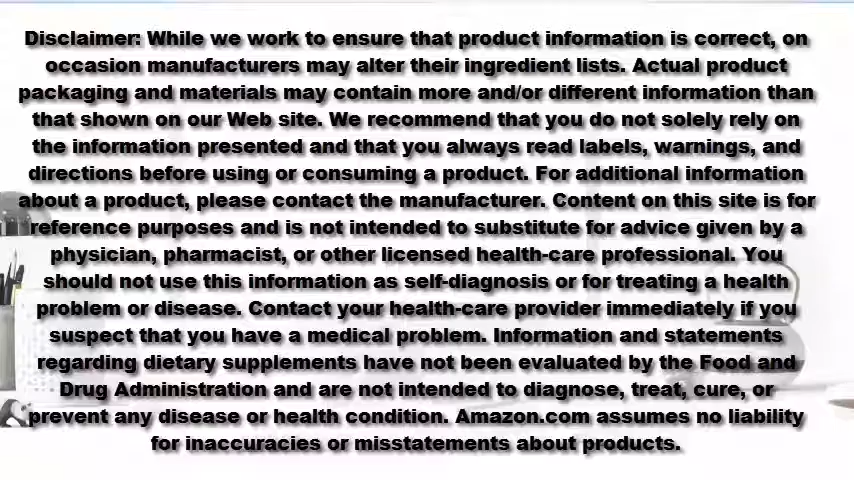 Disclaimer: While we work to ensure that product information is correct, on
occasion manufacturers may alter their ingredient lists. Actual product
packaging and materials may contain more and/or different information than
that shown on our Web site. We recommend that you do not solely rely on
the information presented and that you always read labels, warnings, and
directions before using or consuming a product. For additional information
about a product, please contact the manufacturer. Content on this site is for
reference purposes and is not intended to substitute for advice given by a
physician, pharmacist, or other licensed health-care professional. You
should not use this information as self-diagnosis or for treating a health
problem or disease. Contact your health-care provider immediately if you
suspect that you have a medical problem. Information and statements
regarding dietary supplements have not been evaluated by the Food and
Drug Administration and are not intended to diagnose, treat, cure, or
prevent any disease or health condition. Amazon.com assumes no liability
for inaccuracies or misstatements about products.